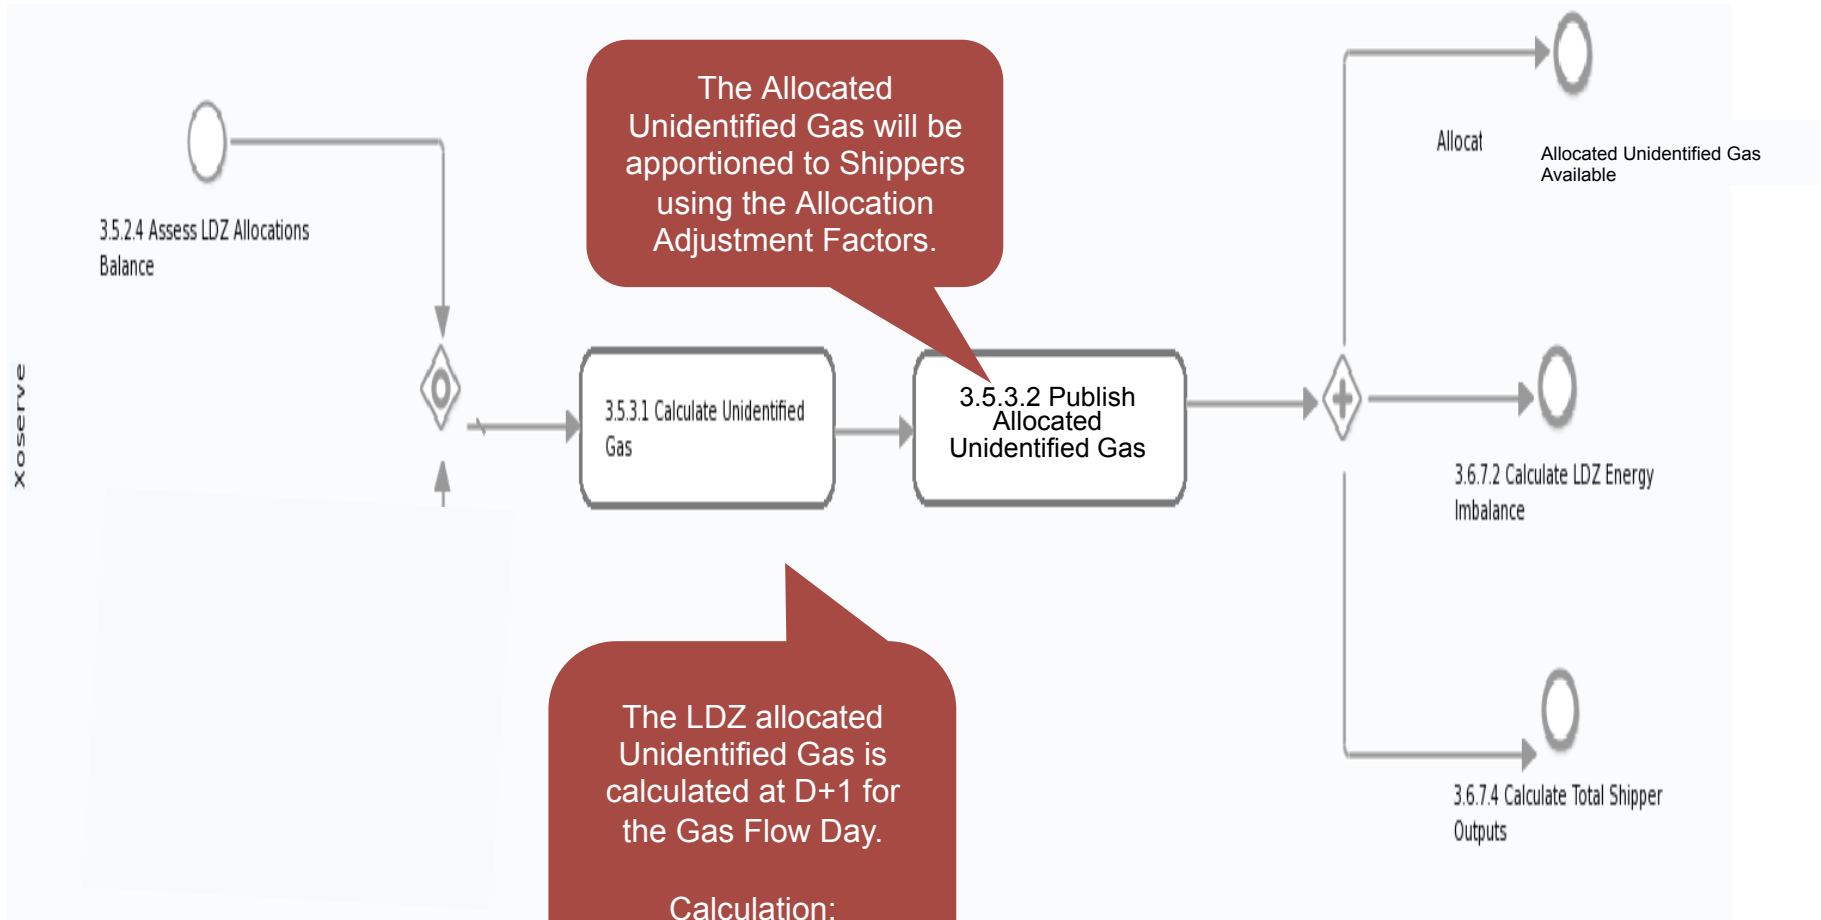 The Allocated
Unidentified Gas will be
apportioned to Shippers
using the Allocation
Adjustment Factors.
Allocat
Allocated Unidentified Gas
Available
3.5.2.4 Assess LDZ Allocations
Balance
Xoserve
3.5.3.1 Calculate Unidentified
Gas
3.5.3.2 Publish
Allocated
Unidentified Gas
3.6.7.2 Calculate LDZ Energy
Imbalance
The LDZ allocated
Unidentified Gas is
calculated at D+1 for
the Gas Flow Day.
Calculation:
3.6.7.4 Calculate Total Shipper
Outputs